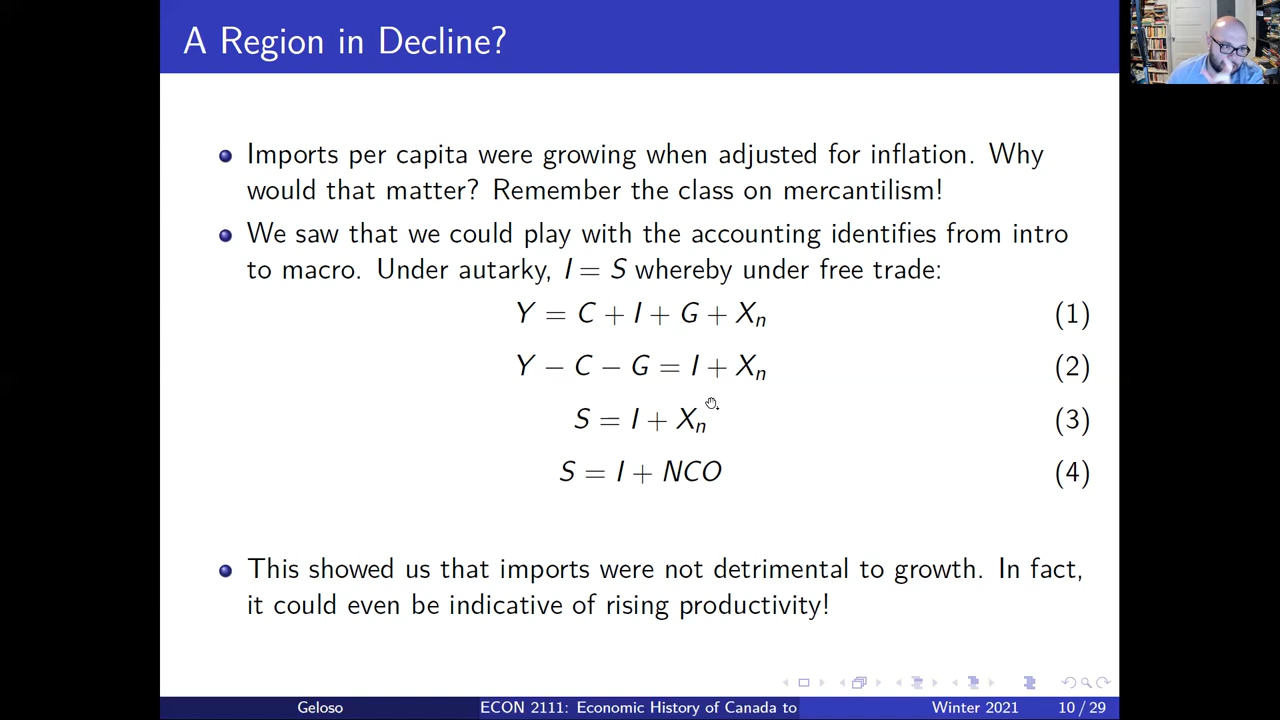 A Region in Decline?
Imports per capita were growing when adjusted for inflation. Why
would that matter? Remember the class on mercantilism!
We saw that we could play with the accounting identifies from intro
to macro. Under autarky, I = S whereby under free trade:
Y = C + I + G + Xₙ (1)
Y − C − G = I + Xₙ (2)
S = I + Xₙ (3)
S = I + NCO (4)
This showed us that imports were not detrimental to growth. In fact,
it could even be indicative of rising productivity!
Geloso ECON 2111: Economic History of Canada to Winter 2021 10 / 29